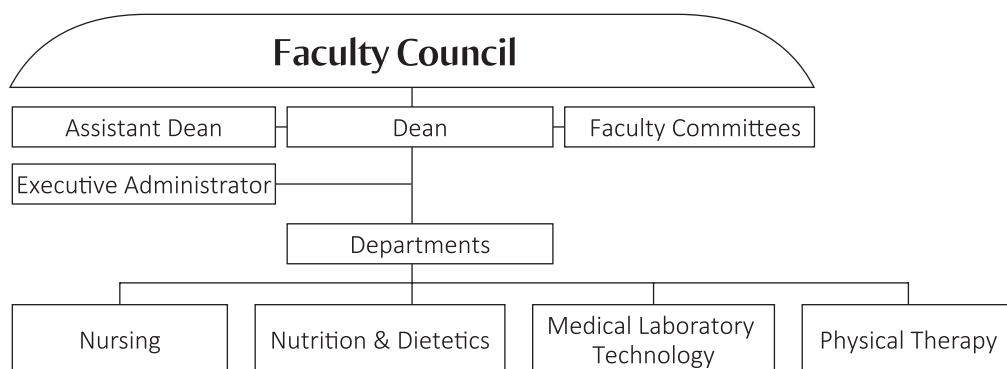 Faculty Council
Assistant Dean
Dean
Faculty Committees
Executive Administrator
Departments
Nursing
Nutrition & Dietetics
Medical Laboratory
Technology
Physical Therapy